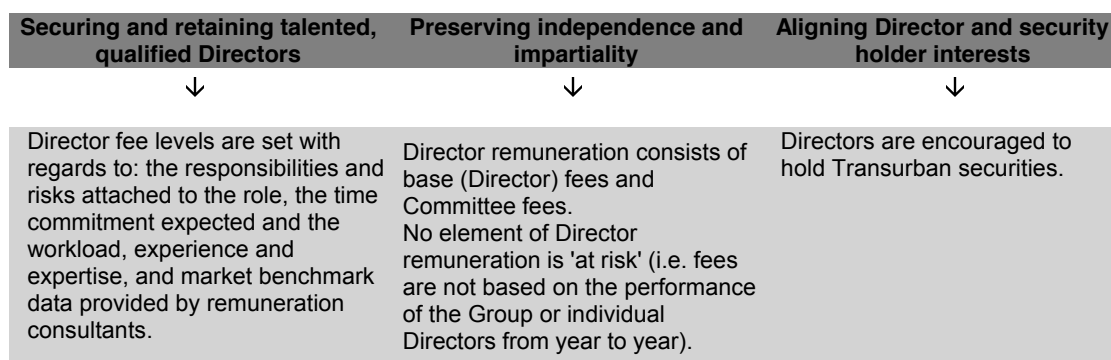 Securing and retaining talented,
qualified Directors
Preserving independence and
impartiality
Aligning Director and security
holder interests
Director fee levels are set with
regards to: the responsibilities and
risks attached to the role, the time
commitment expected and the
workload, experience and
expertise, and market benchmark
data provided by remuneration
consultants.
Director remuneration consists of
base (Director) fees and
Committee fees.
No element of Director
remuneration is 'at risk' (i.e. fees
are not based on the performance
of the Group or individual
Directors from year to year).
Directors are encouraged to
hold Transurban securities.